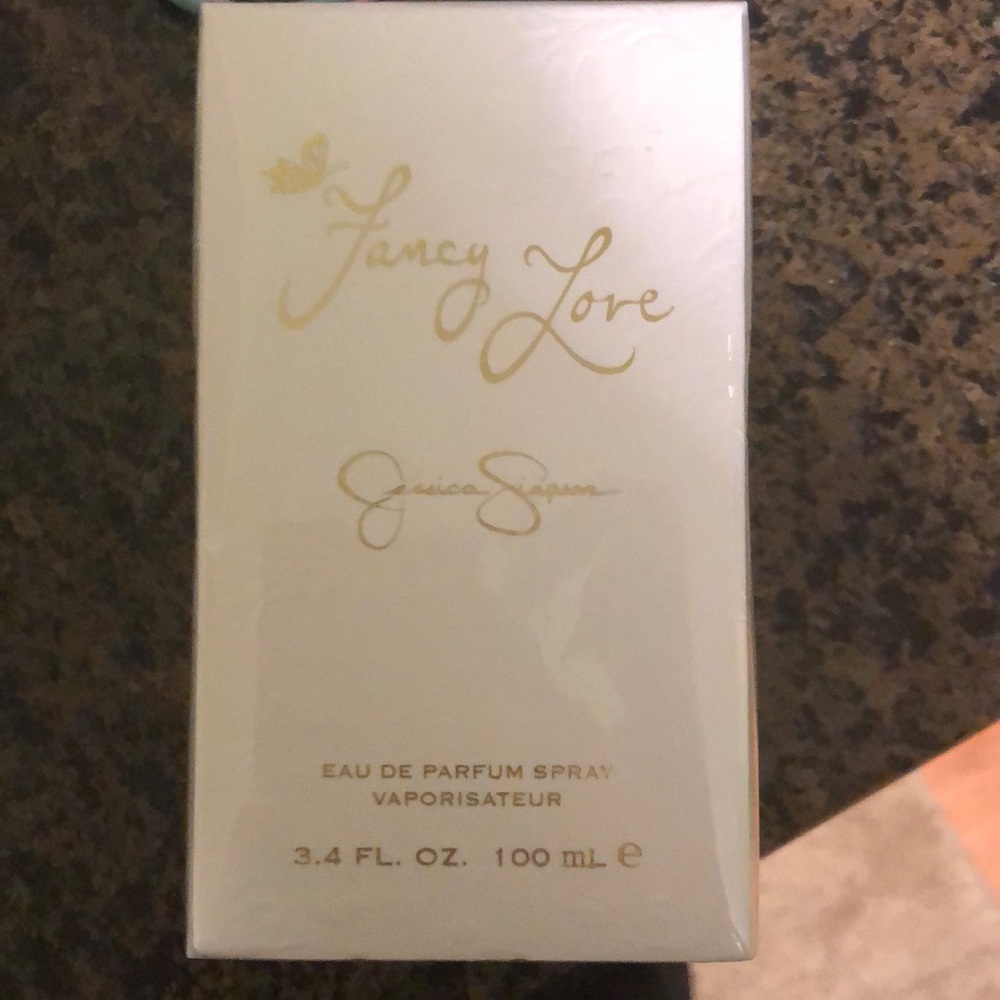 Fancy Love
Jessica Simpson
EAU DE PARFUM SPRAY
VAPORISATEUR
3.4 FL. OZ. 100 mL e